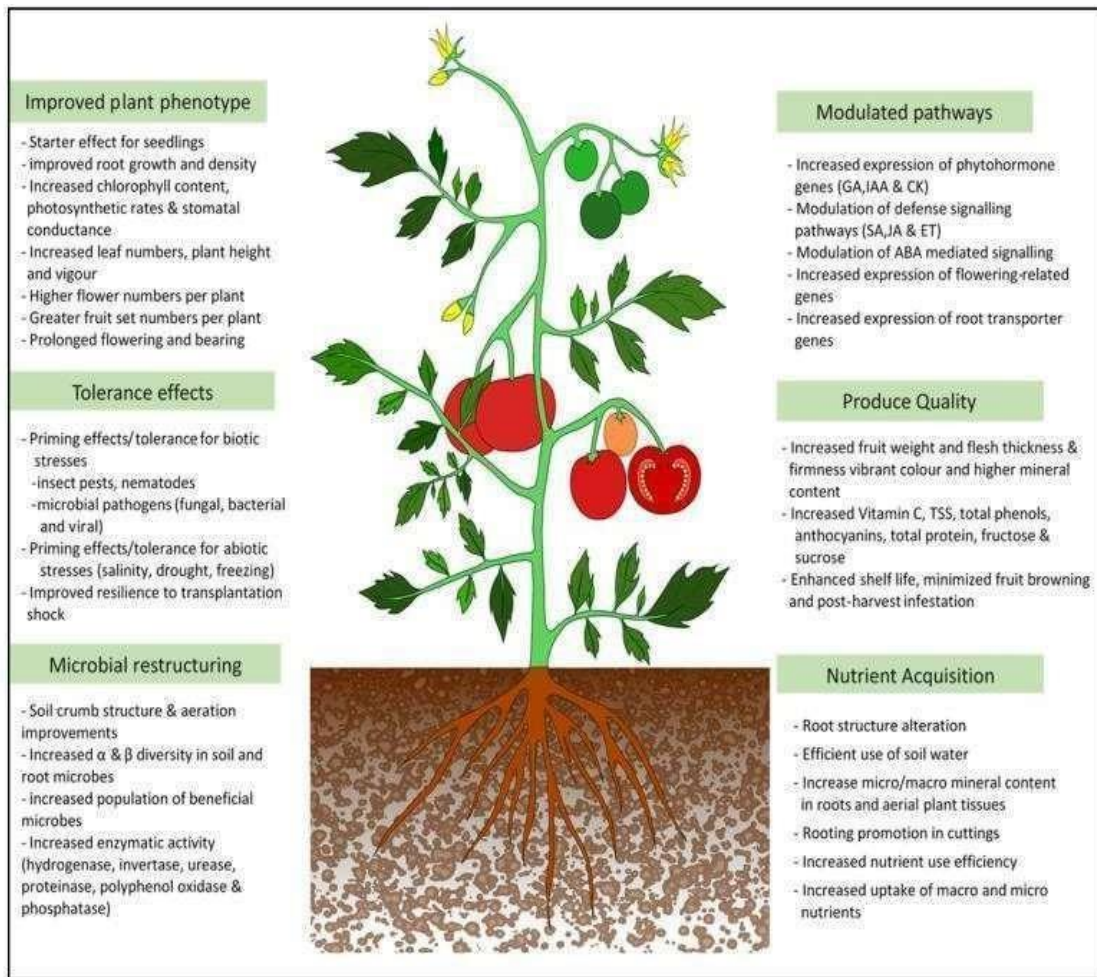 Improved plant phenotype
- Starter effect for seedlings
- improved root growth and density
- Increased chlorophyll content,
photosynthetic rates & stomatal
conductance
- Increased leaf numbers, plant height
and vigour
- Higher flower numbers per plant
- Greater fruit set numbers per plant
- Prolonged flowering and bearing
Tolerance effects
- Priming effects/tolerance for biotic
stresses
-insect pests, nematodes
-microbial pathogens (fungal, bacterial
and viral)
- Priming effects/tolerance for abiotic
stresses (salinity, drought, freezing)
- Improved resilience to transplantation
shock
Microbial restructuring
- Soil crumb structure & aeration
improvements
- Increased α & β diversity in soil and
root microbes
- increased population of beneficial
microbes
- Increased enzymatic activity
(hydrogenase, invertase, urease,
proteinase, polyphenol oxidase &
phosphatase)
Modulated pathways
- Increased expression of phytohormone
genes (GA,IAA & CK)
- Modulation of defense signalling
pathways (SA,JA & ET)
- Modulation of ABA mediated signalling
- Increased expression of flowering-related
genes
- Increased expression of root transporter
genes
Produce Quality
- Increased fruit weight and flesh thickness &
firmness vibrant colour and higher mineral
content
- Increased Vitamin C, TSS, total phenols,
anthocyanins, total protein, fructose &
sucrose
- Enhanced shelf life, minimized fruit browning
and post-harvest infestation
Nutrient Acquisition
- Root structure alteration
- Efficient use of soil water
- Increase micro/macro mineral content
in roots and aerial plant tissues
- Rooting promotion in cuttings
- Increased nutrient use efficiency
- Increased uptake of macro and micro
nutrients